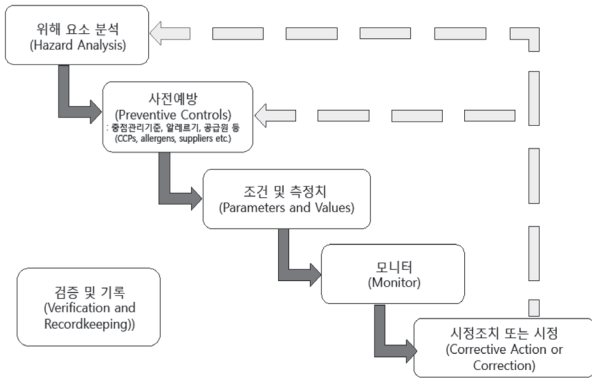 위해 요소 분석
(Hazard Analysis)
사전예방
(Preventive Controls)
: 중점관리기준, 알레르기, 공급원 등
(CCPs, allergens, suppliers etc.)
조건 및 측정치
(Parameters and Values)
모니터
(Monitor)
검증 및 기록
(Verification and
Recordkeeping))
시정조치 또는 시정
(Corrective Action or
Correction)